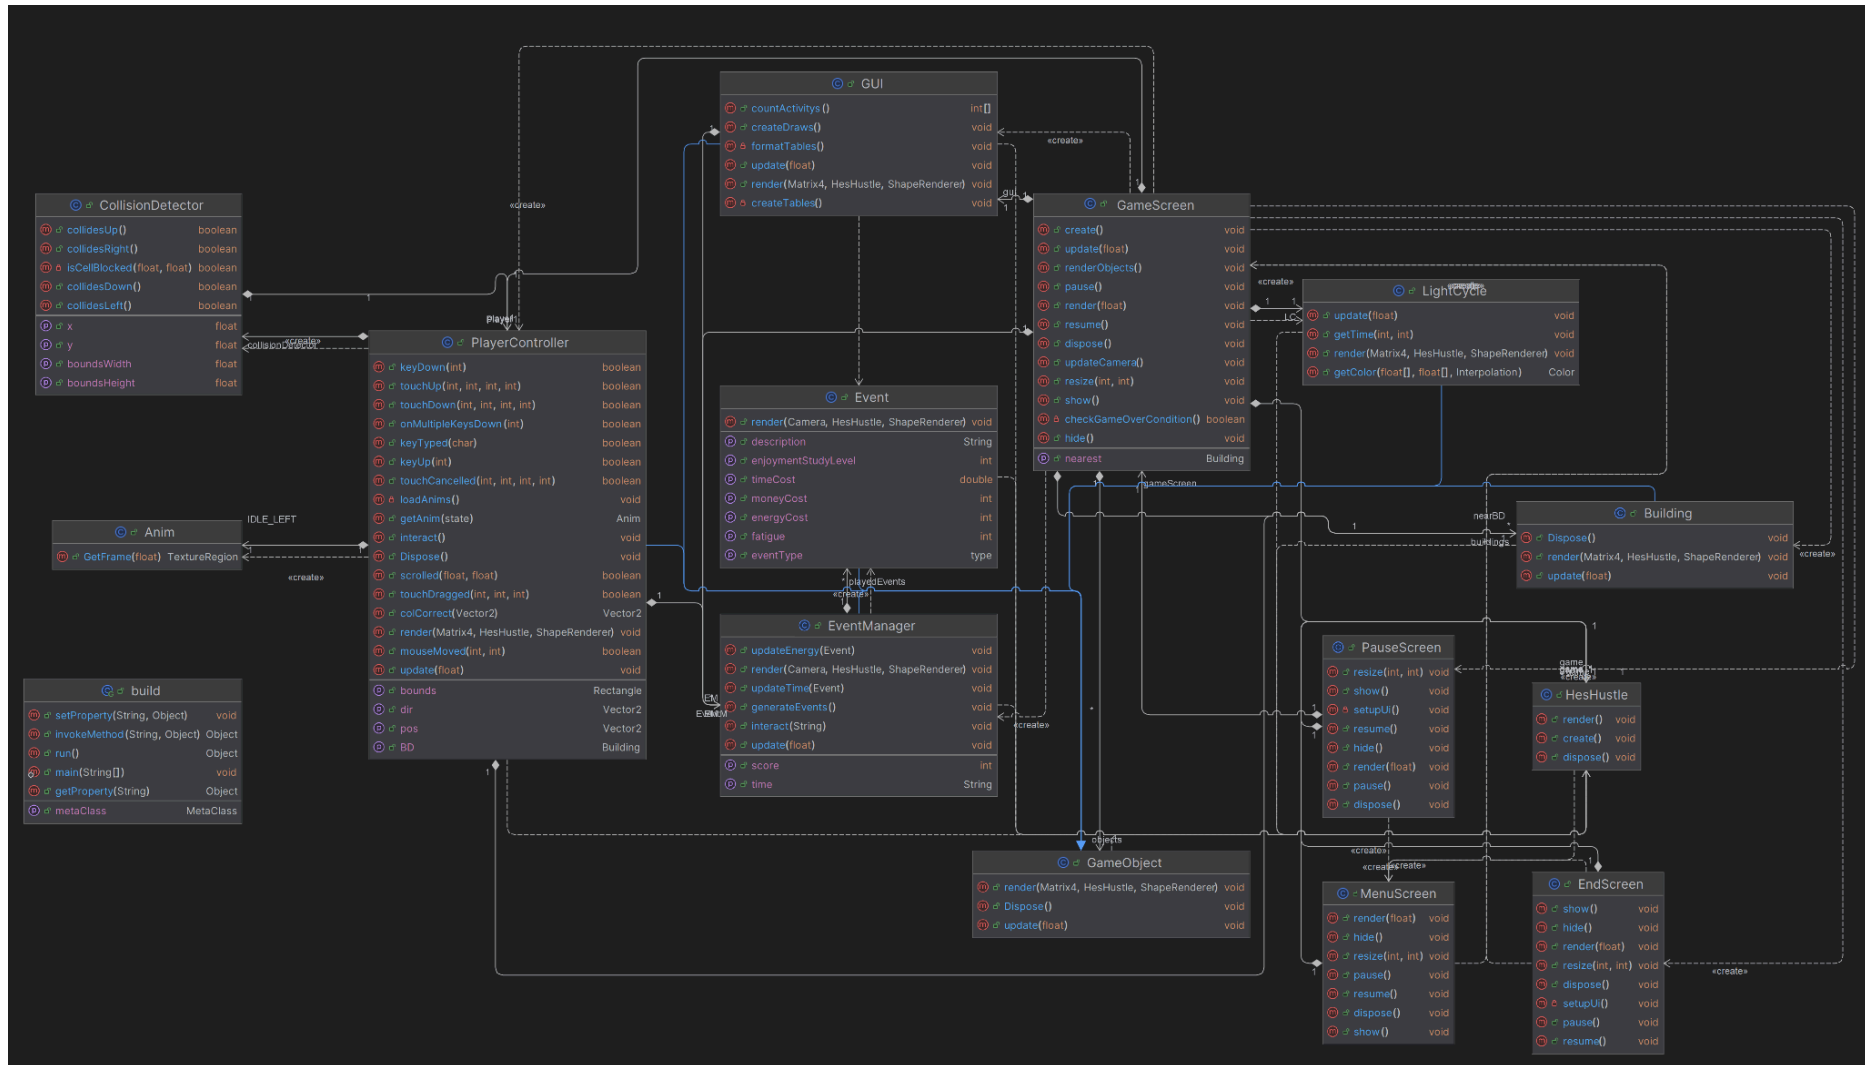 GUI
countActivitys() int[]
createDraws() void
formatTables() void
update(float) void
render(Matrix4, HesHustle, ShapeRenderer) void
createTables() void
CollisionDetector
collidesUp() boolean
collidesRight() boolean
isCellBlocked(float, float) boolean
collidesDown() boolean
collidesLeft() boolean
x float
y float
boundsWidth float
boundsHeight float
«create»
«create»
gui
GameScreen
create() void
update(float) void
renderObjects() void
pause() void
render(float) void
resume() void
dispose() void
updateCamera() void
resize(int, int) void
show() void
checkGameOverCondition() boolean
hide() void
nearest Building
«create»
LightCycle
update(float) void
getTime(int, int) void
render(Matrix4, HesHustle, ShapeRenderer) void
getColor(float[], float[], Interpolation) Color
«create»
collisionDetector
PlayerController
keyDown(int) boolean
touchUp(int, int, int, int) boolean
touchDown(int, int, int, int) boolean
onMultipleKeysDown(int) boolean
keyTyped(char) boolean
keyUp(int) boolean
touchCancelled(int, int, int, int) boolean
loadAnims() void
getAnim(state) Anim
interact() void
Dispose() void
scrolled(float, float) boolean
touchDragged(int, int, int) boolean
colCorrect(Vector2) Vector2
render(Matrix4, HesHustle, ShapeRenderer) void
mouseMoved(int, int) boolean
update(float) void
bounds Rectangle
dir Vector2
pos Vector2
BD Building
Event
render(Camera, HesHustle, ShapeRenderer) void
description String
enjoymentStudyLevel int
timeCost double
moneyCost int
energyCost int
fatigue int
eventType type
gameScreen
IDLE_LEFT
Anim
GetFrame(float) TextureRegion
«create»
nearBD
buildings
Building
Dispose() void
render(Matrix4, HesHustle, ShapeRenderer) void
update(float) void
«create»
playedEvents
«create»
EventManager
updateEnergy(Event) void
render(Camera, HesHustle, ShapeRenderer) void
updateTime(Event) void
generateEvents() void
interact(String) void
update(float) void
score int
time String
«create»
build
setProperty(String, Object) void
invokeMethod(String, Object) Object
run() Object
main(String[]) void
getProperty(String) Object
metaClass MetaClass
PauseScreen
resize(int, int) void
show() void
setupUi() void
resume() void
hide() void
render(float) void
pause() void
dispose() void
game
«create»
HesHustle
render() void
create() void
dispose() void
objects
GameObject
render(Matrix4, HesHustle, ShapeRenderer) void
Dispose() void
update(float) void
«create»
MenuScreen
render(float) void
hide() void
resize(int, int) void
pause() void
resume() void
dispose() void
show() void
EndScreen
show() void
hide() void
render(float) void
resize(int, int) void
dispose() void
setupUi() void
pause() void
resume() void
«create»